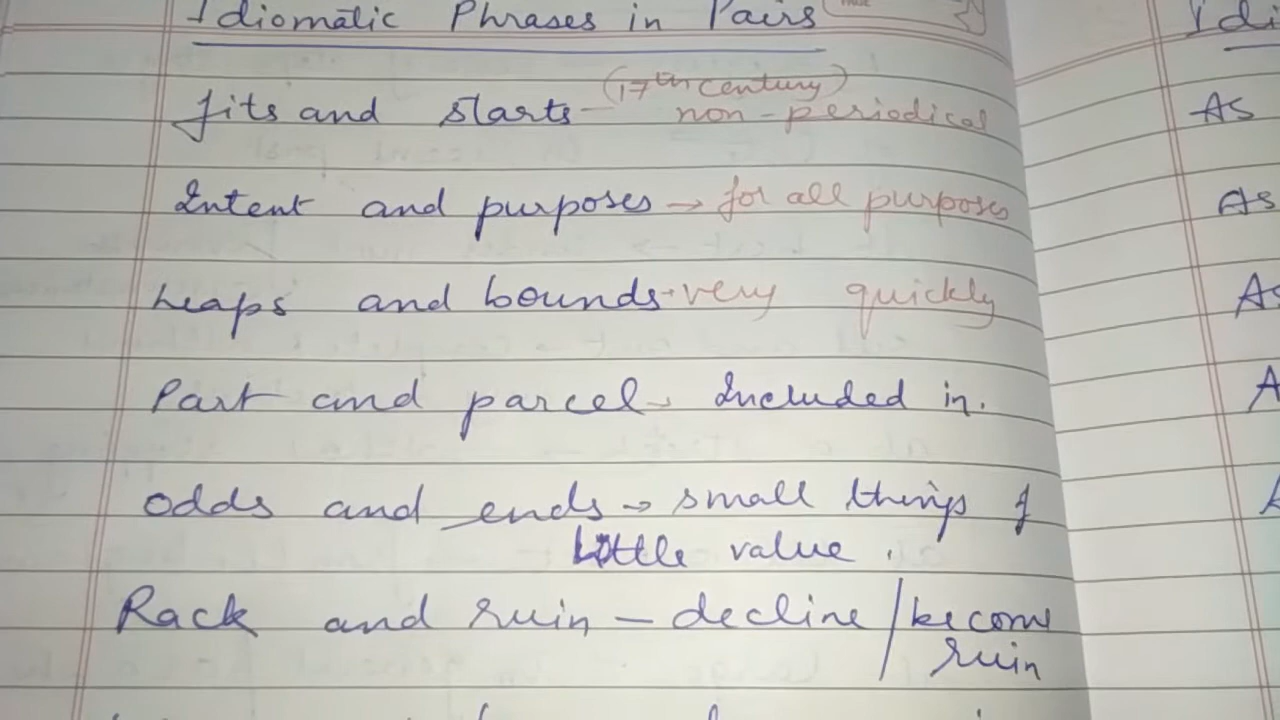 Idiomatic Phrases in Pairs
fits and starts - (17th century)
non-periodical
Intent and purposes → for all purposes
heaps and bounds - very quickly
Part and parcel → Included in.
odds and ends → small things of
little value.
Rack and ruin - decline / become
ruin
Idi
As
As
As
A